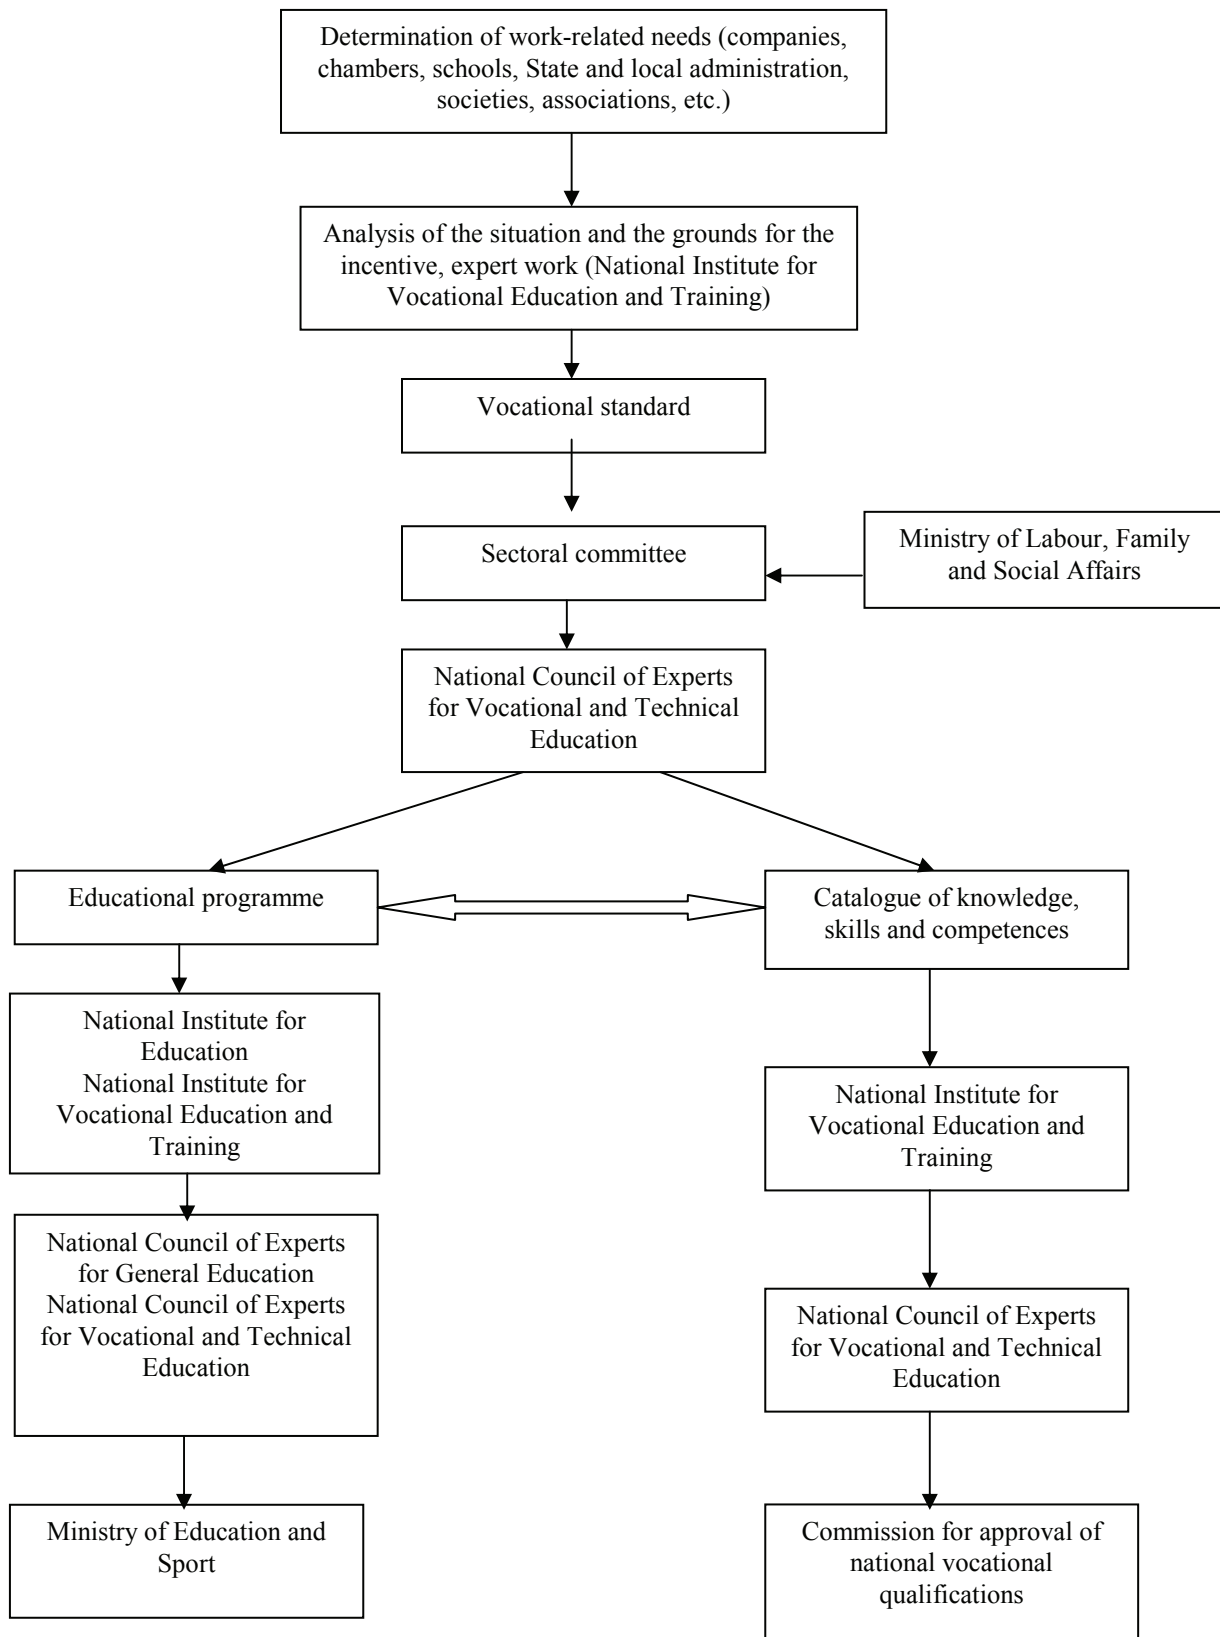 Determination of work-related needs (companies,
chambers, schools, State and local administration,
societies, associations, etc.)
Analysis of the situation and the grounds for the
incentive, expert work (National Institute for
Vocational Education and Training)
Vocational standard
Sectoral committee
Ministry of Labour, Family
and Social Affairs
National Council of Experts
for Vocational and Technical
Education
Educational programme
Catalogue of knowledge,
skills and competences
National Institute for
Education
National Institute for
Vocational Education and
Training
National Institute for
Vocational Education and
Training
National Council of Experts
for General Education
National Council of Experts
for Vocational and Technical
Education
National Council of Experts
for Vocational and Technical
Education
Ministry of Education and
Sport
Commission for approval of
national vocational
qualifications